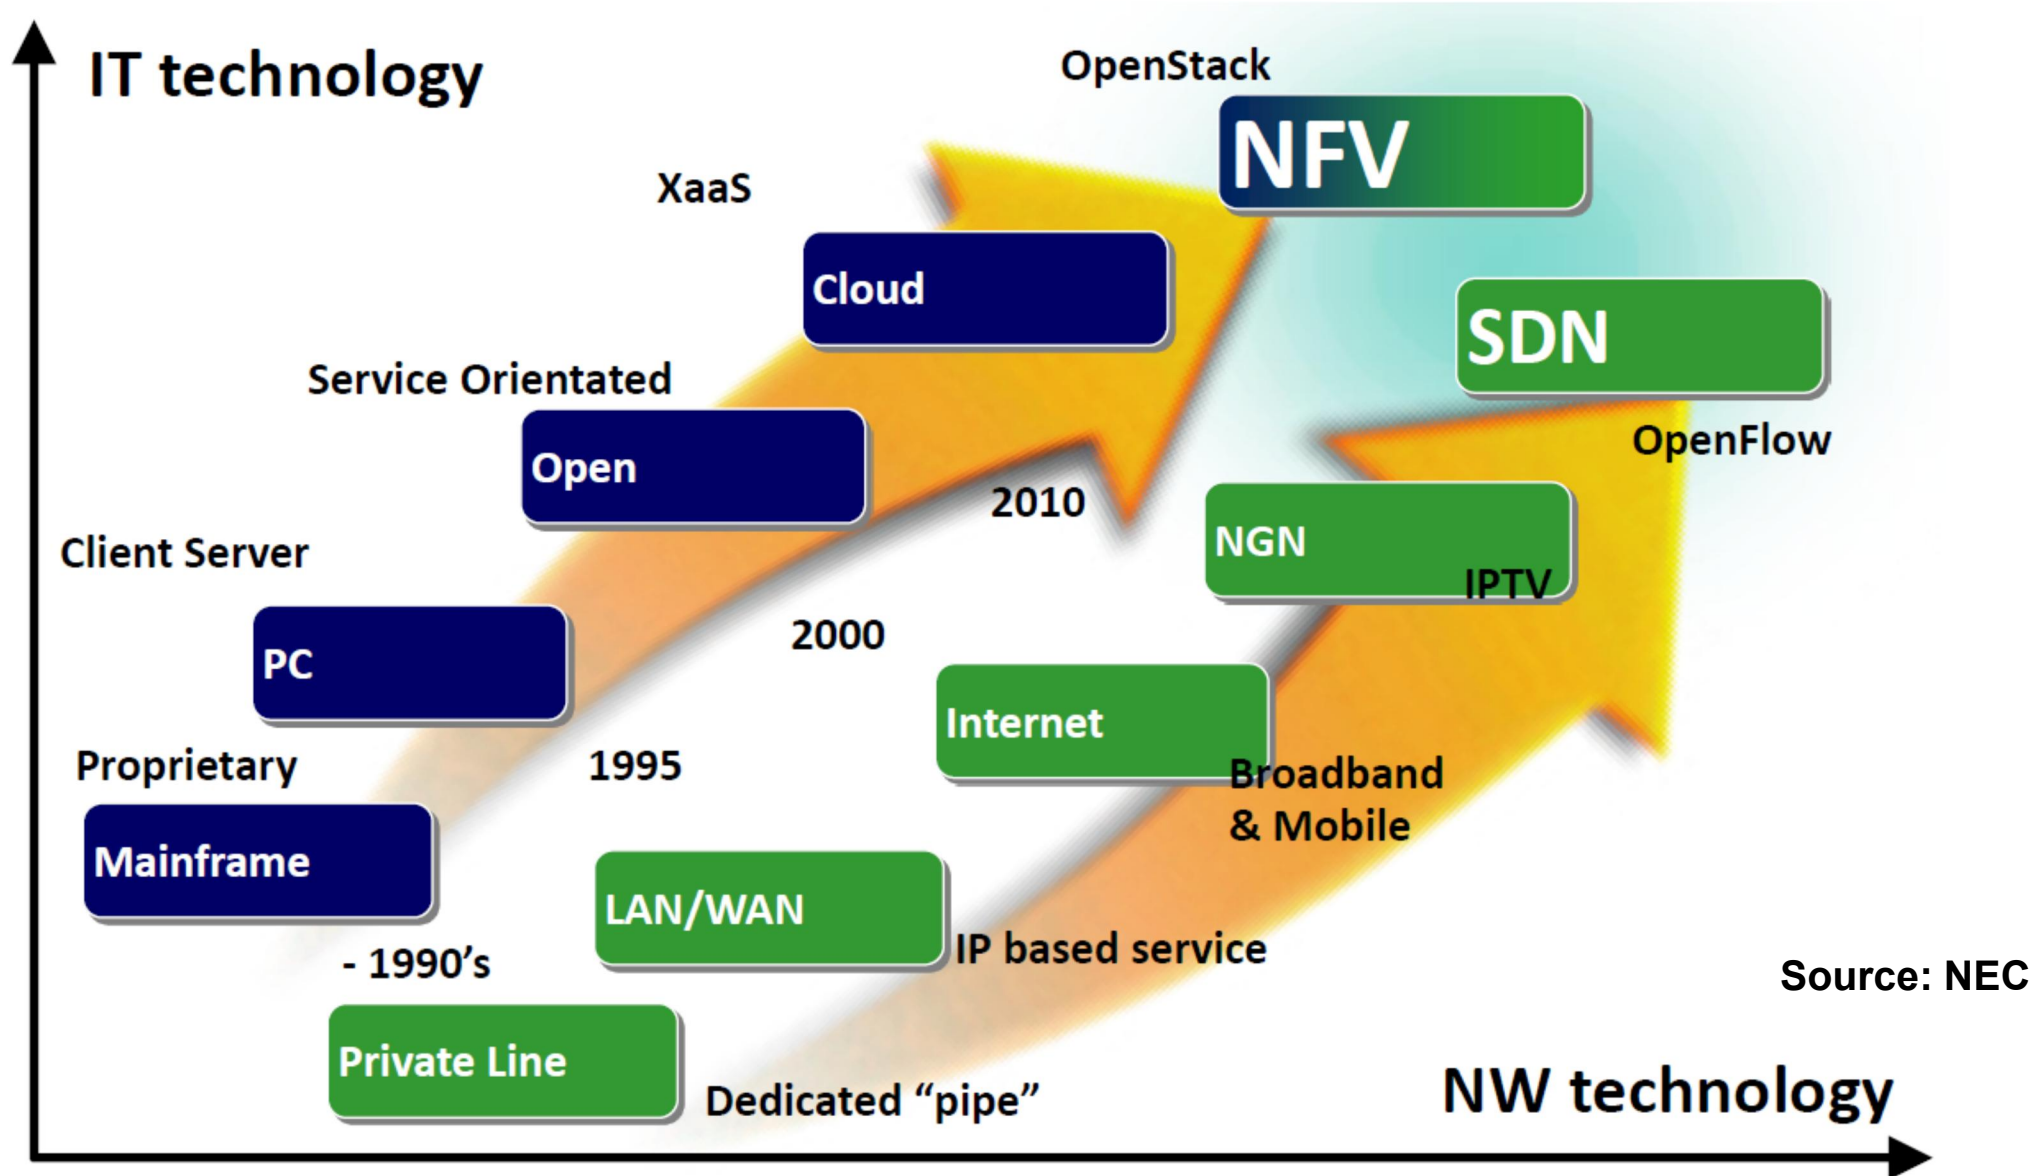 IT technology
OpenStack
NFV
XaaS
Cloud
SDN
Service Orientated
OpenFlow
Open
2010
NGN
IPTV
Client Server
2000
PC
Internet
Proprietary
1995
Broadband
& Mobile
Mainframe
LAN/WAN
IP based service
- 1990’s
Source: NEC
Private Line
Dedicated “pipe”
NW technology